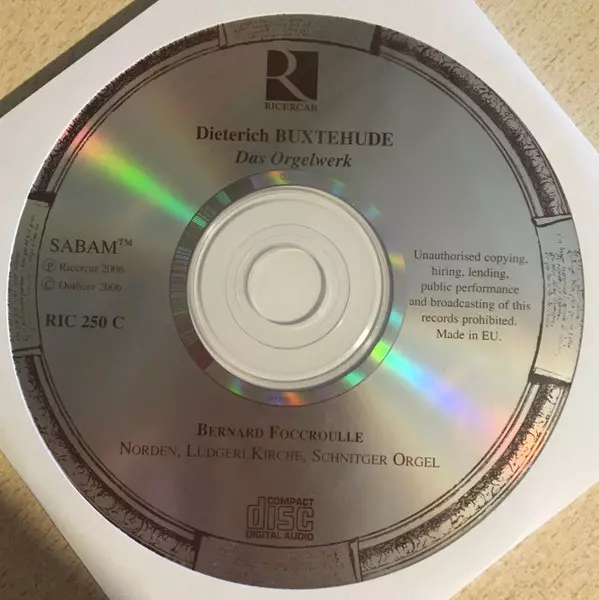 R
RICERCAR
Dieterich BUXTEHUDE
Das Orgelwerk
SABAM™
Ⓟ Ricercar 2006
© Outhere 2006
RIC 250 C
Unauthorised copying,
hiring, lending,
public performance
and broadcasting of this
records prohibited.
Made in EU.
BERNARD FOCCROULLE
NORDEN, LUDGERI KIRCHE, SCHNITGER ORGEL
COMPACT
disc
DIGITAL AUDIO